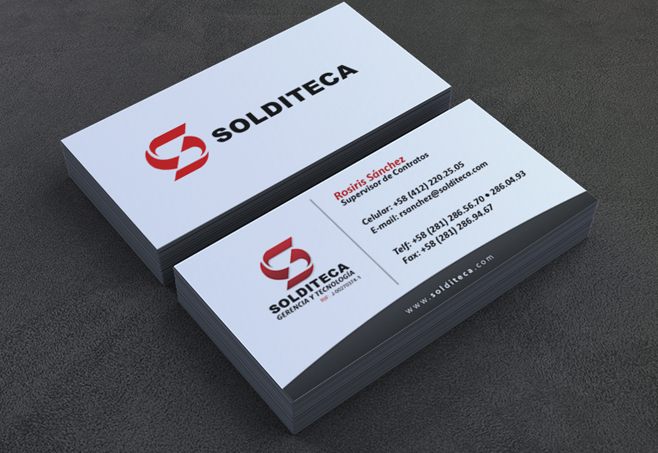 SOLDITECA
Rosiris Sánchez
Supervisor de Contratos
Celular: +58 (412) 220.25.05
E-mail: rsanchez@solditeca.com
Telf: +58 (281) 286.56.70 • 286.04.93
Fax: +58 (281) 286.94.67
SOLDITECA
GERENCIA Y TECNOLOGÍA
RIF:
www.solditeca.com